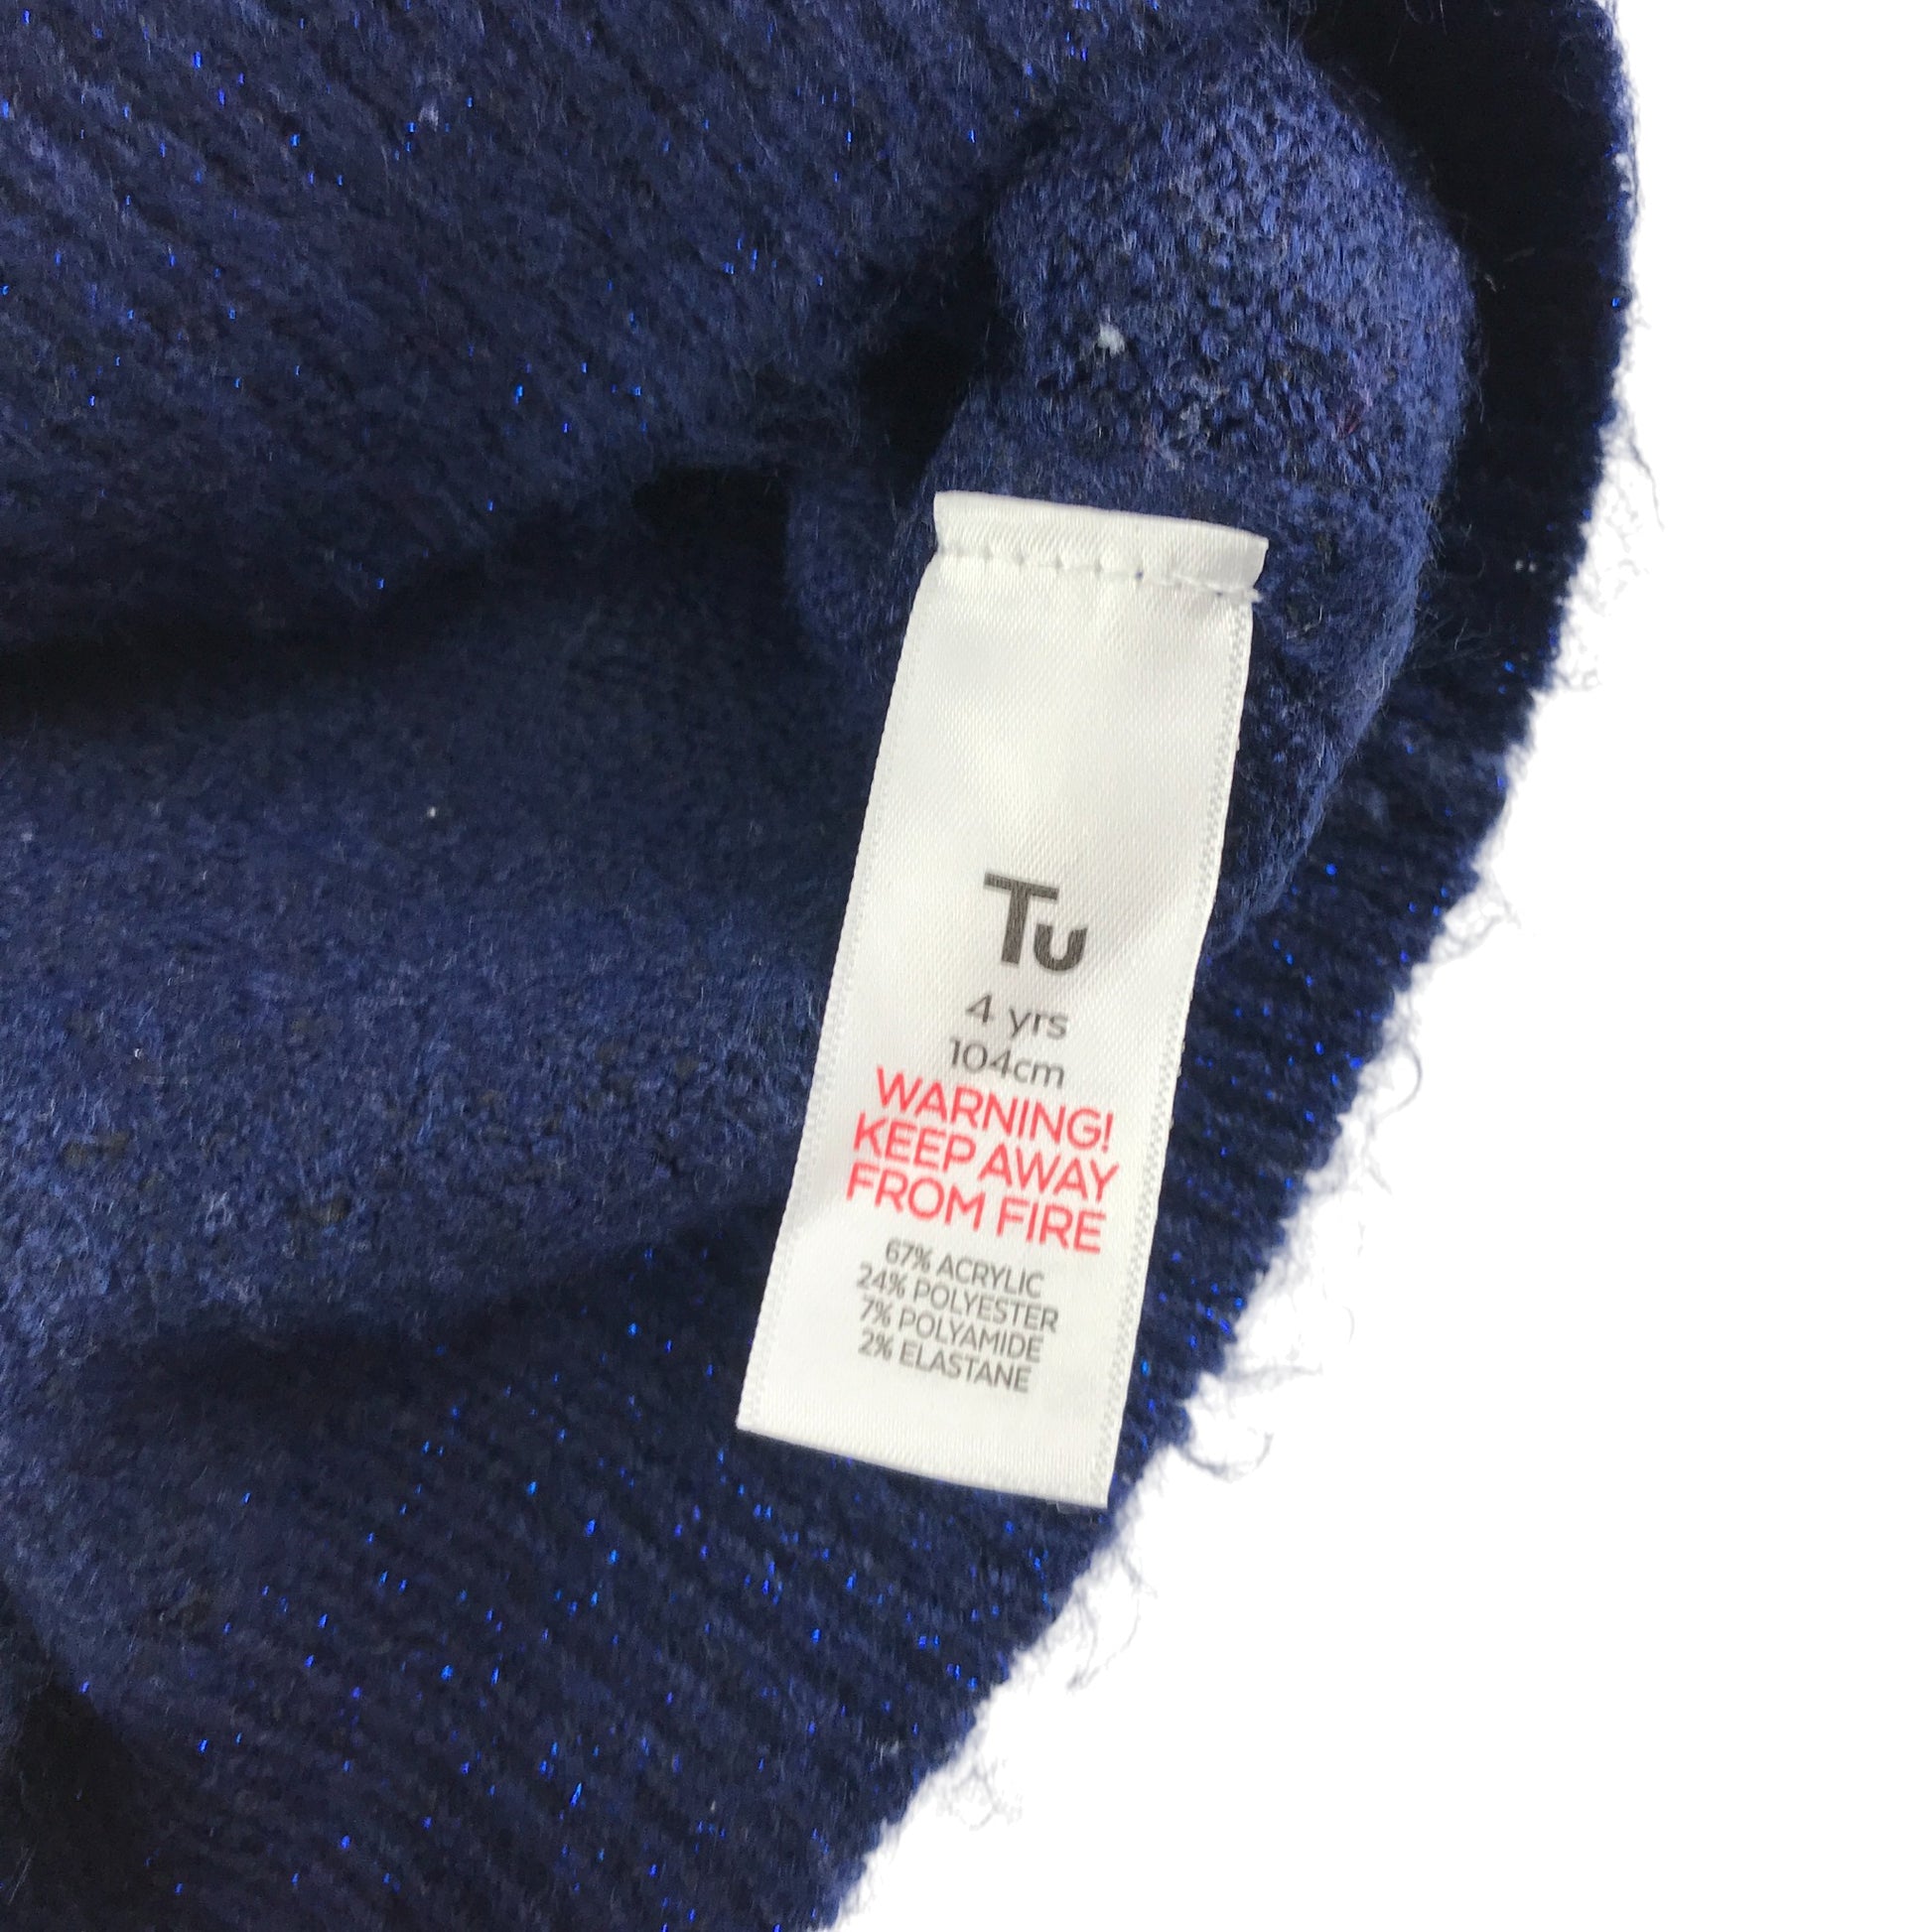 Tu
4 yrs
104cm
WARNING!
KEEP AWAY
FROM FIRE
67% ACRYLIC
24% POLYESTER
7% POLYAMIDE
2% ELASTANE